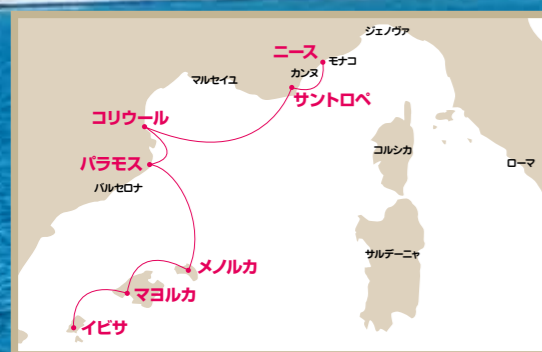 ジェノヴァ
ニース
モナコ
カンヌ
マルセイユ
サントロペ
コリウール
コルシカ
パラモス
ローマ
バルセロナ
サルデーニャ
メノルカ
マヨルカ
イビサ